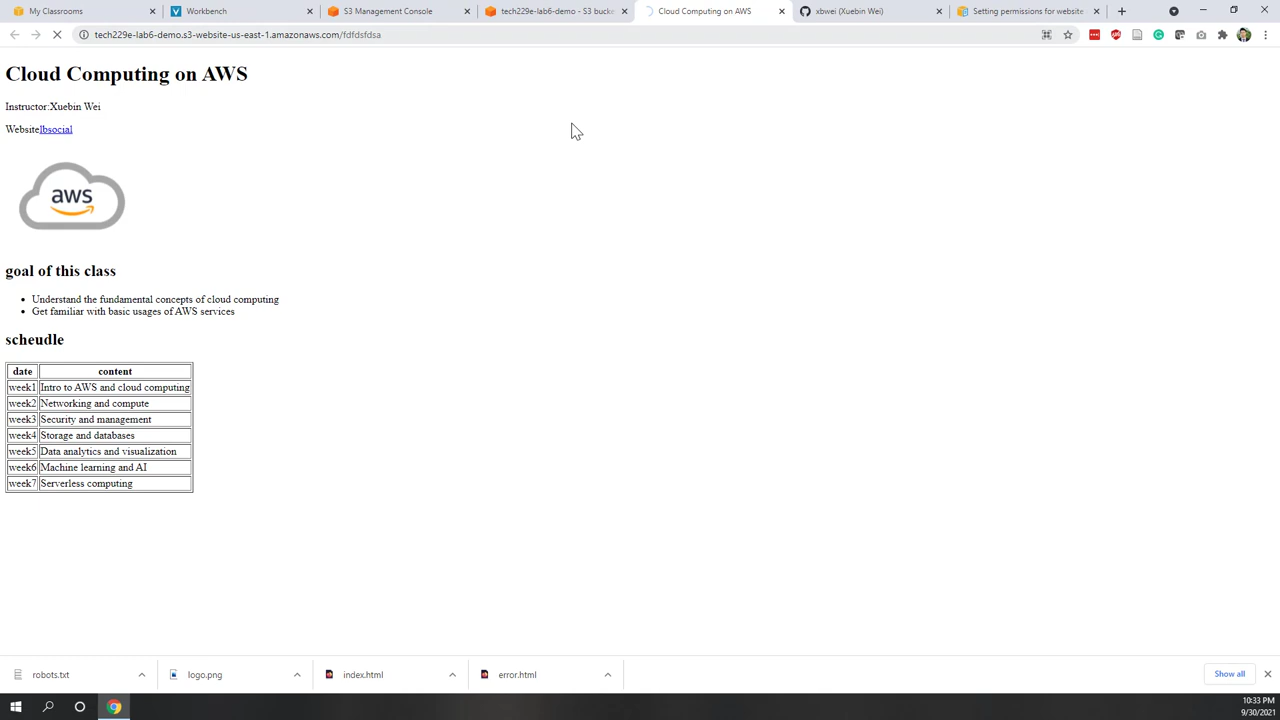 My Classrooms
Workbench
S3 Management Console
tech229e-lab6-demo - S3 bucke
Cloud Computing on AWS
xbwei (Xuebin Wei)
Setting permissions for website
tech229e-lab6-demo.s3-website-us-east-1.amazonaws.com/fdfdsfdsa
Cloud Computing on AWS
Instructor:Xuebin Wei
Websitelbsocial
aws
goal of this class
• Understand the fundamental concepts of cloud computing
• Get familiar with basic usages of AWS services
scheudle
date content
week1 Intro to AWS and cloud computing
week2 Networking and compute
week3 Security and management
week4 Storage and databases
week5 Data analytics and visualization
week6 Machine learning and AI
week7 Serverless computing
robots.txt
logo.png
index.html
error.html
Show all
10:33 PM
9/30/2021